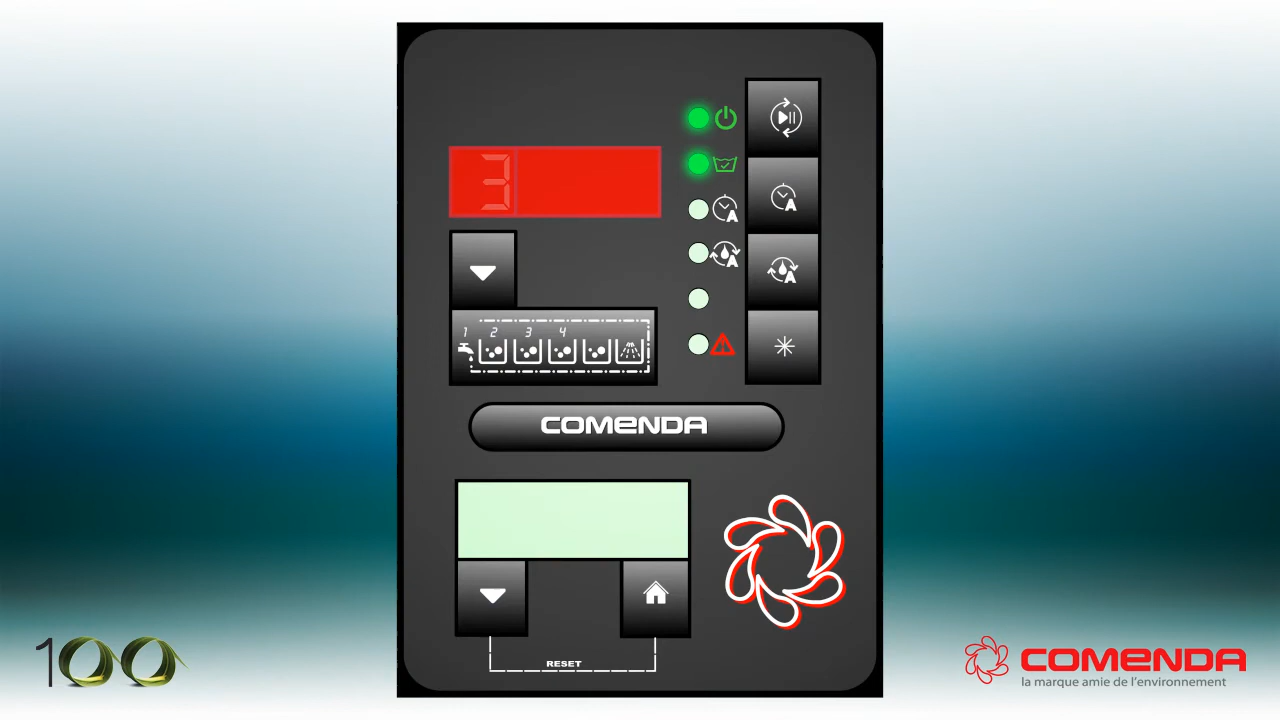 3
A
A
A
A
1 2 3 4
COMENDA
RESET
100
COMENDA
la marque amie de l'environnement